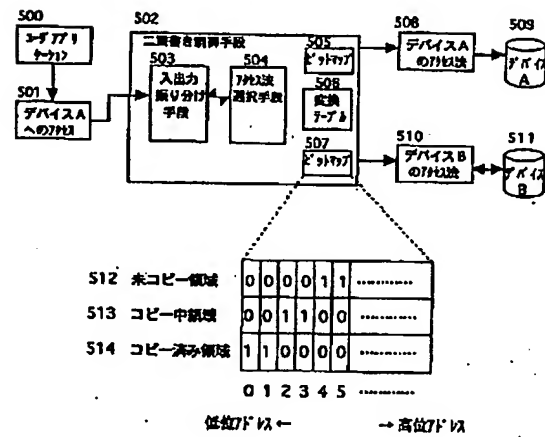 500
ユーザアプリ
ケーション
501
デバイスA
へのアクセス
502
二重書き制御手段
503
入出力
振り分け
手段
504
アクセス法
選択手段
505
ビットマップ
506
変換
テーブル
507
ビットマップ
508
デバイスA
のアクセス法
509
デバイス
A
510
デバイスB
のアクセス法
511
デバイス
B
512 未コピー領域 0 0 0 0 1 1 ............
513 コピー中領域 0 0 1 1 0 0 ............
514 コピー済み領域 1 1 0 0 0 0 ............
0 1 2 3 4 5 ............
低位アドレス ← → 高位アドレス